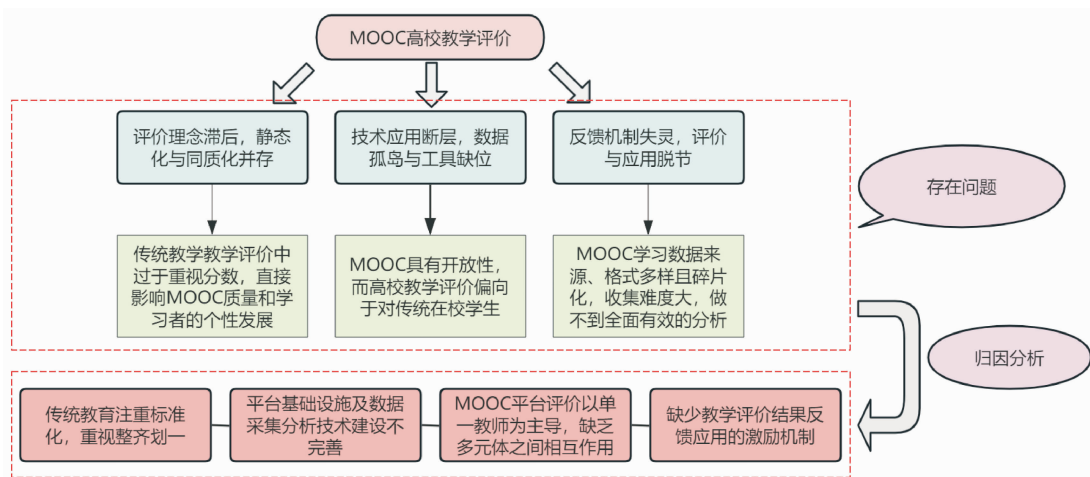 MOOC高校教学评价
评价理念滞后，静态
化与同质化并存
技术应用断层，数据
孤岛与工具缺位
反馈机制失灵，评价
与应用脱节
存在问题
传统教学教学评价中
过于重视分数，直接
影响MOOC质量和学
习者的个性发展
MOOC具有开放性，
而高校教学评价偏向
于对传统在校学生
MOOC学习数据来
源、格式多样且碎片
化，收集难度大，做
不到全面有效的分析
归因分析
传统教育注重标准
化，重视整齐划一
平台基础设施及数据
采集分析技术建设不
完善
MOOC平台评价以单
一教师为主导，缺乏
多元体之间相互作用
缺少教学评价结果反
馈应用的激励机制